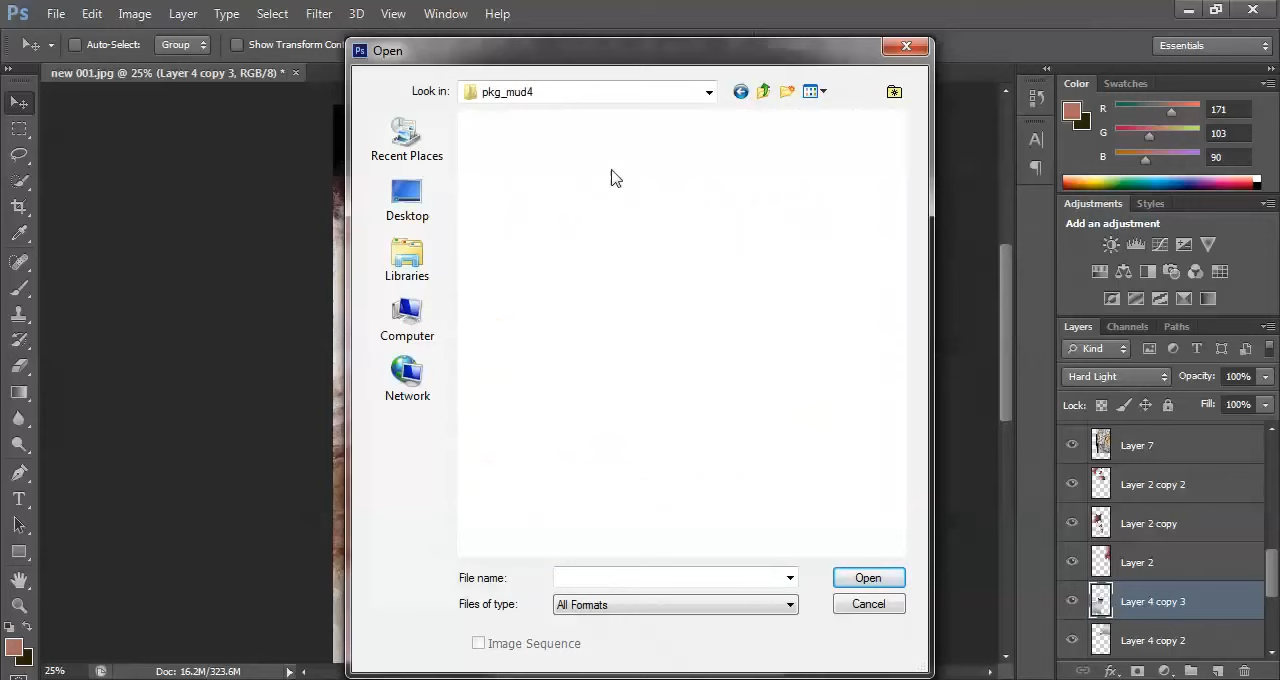 Ps File Edit Image Layer Type Select Filter 3D View Window Help
Auto-Select: Group Show Transform Con Essentials
new 001.jpg @ 25% (Layer 4 copy 3, RGB/8) * ×
Open
Look in: pkg_mud4
Recent Places
Desktop
Libraries
Computer
Network
File name: Open
Files of type: All Formats Cancel
Image Sequence
Color Swatches
R 171
G 103
B 90
Adjustments Styles
Add an adjustment
Layers Channels Paths
Kind
Hard Light Opacity: 100%
Lock: Fill: 100%
Layer 7
Layer 2 copy 2
Layer 2 copy
Layer 2
Layer 4 copy 3
Layer 4 copy 2
25% Doc: 16.2M/323.6M